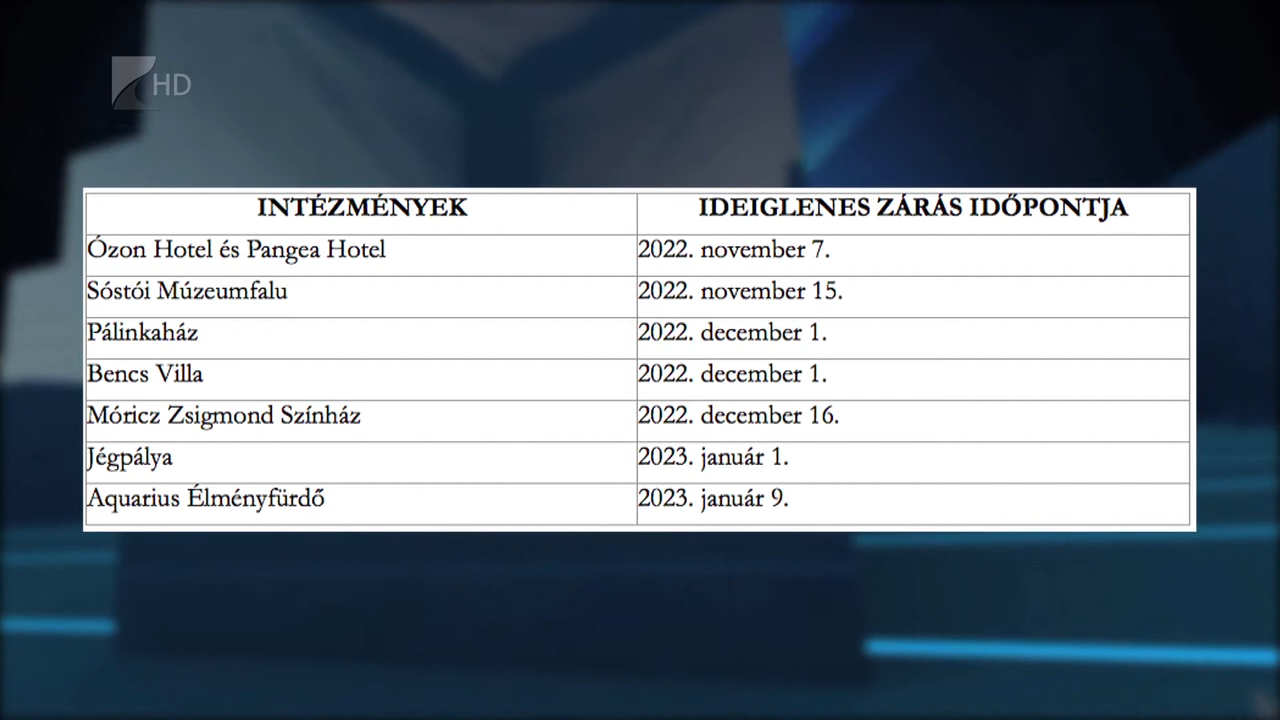 HD
INTÉZMÉNYEK IDEIGLENES ZÁRÁS IDŐPONTJA
Ózon Hotel és Pangea Hotel 2022. november 7.
Sóstói Múzeumfalu 2022. november 15.
Pálinkaház 2022. december 1.
Bencs Villa 2022. december 1.
Móricz Zsigmond Színház 2022. december 16.
Jégpálya 2023. január 1.
Aquarius Élményfürdő 2023. január 9.